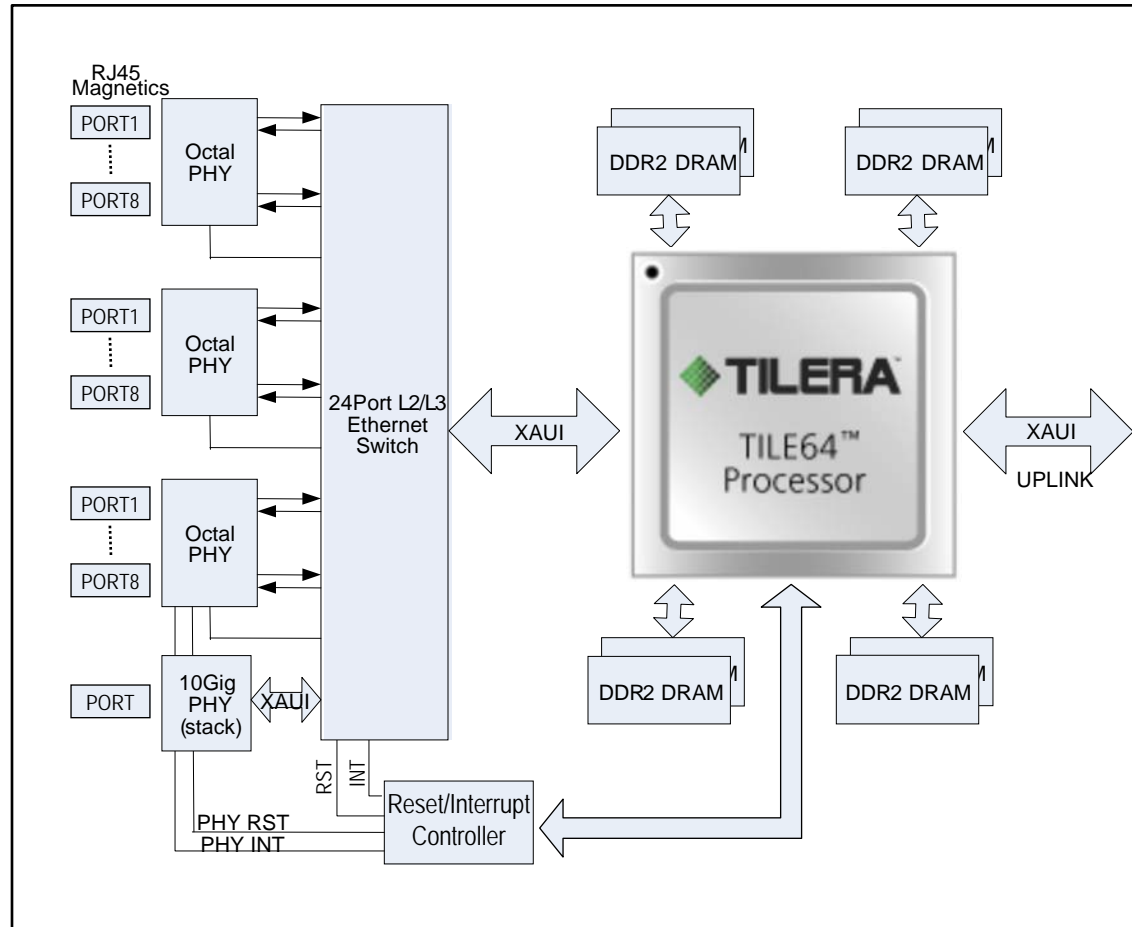 RJ45
Magnetics
PORT1
PORT8
Octal
PHY
PORT1
PORT8
Octal
PHY
PORT1
PORT8
Octal
PHY
PORT
10Gig
PHY
(stack)
XAUI
24Port L2/L3
Ethernet
Switch
RST
INT
PHY RST
PHY INT
Reset/Interrupt
Controller
XAUI
DDR2 DRAM
M
DDR2 DRAM
M
TILERA™
TILE64™
Processor
XAUI
UPLINK
DDR2 DRAM
M
DDR2 DRAM
M